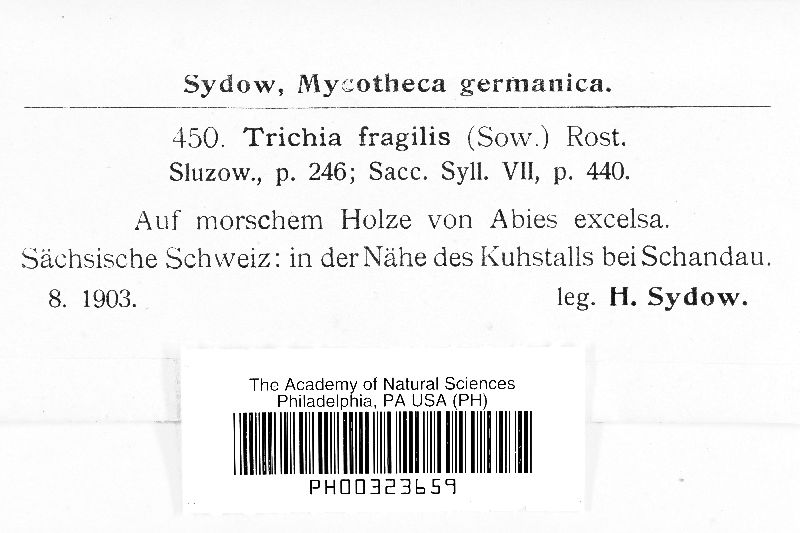 Sydow, Mycotheca germanica.
450. Trichia fragilis (Sow.) Rost.
Sluzow., p. 246; Sacc. Syll. VII, p. 440.
Auf morschem Holze von Abies excelsa.
Sächsische Schweiz: in der Nähe des Kuhstalls bei Schandau.
8. 1903. leg. H. Sydow.
The Academy of Natural Sciences
Philadelphia, PA USA (PH)
PH00323659